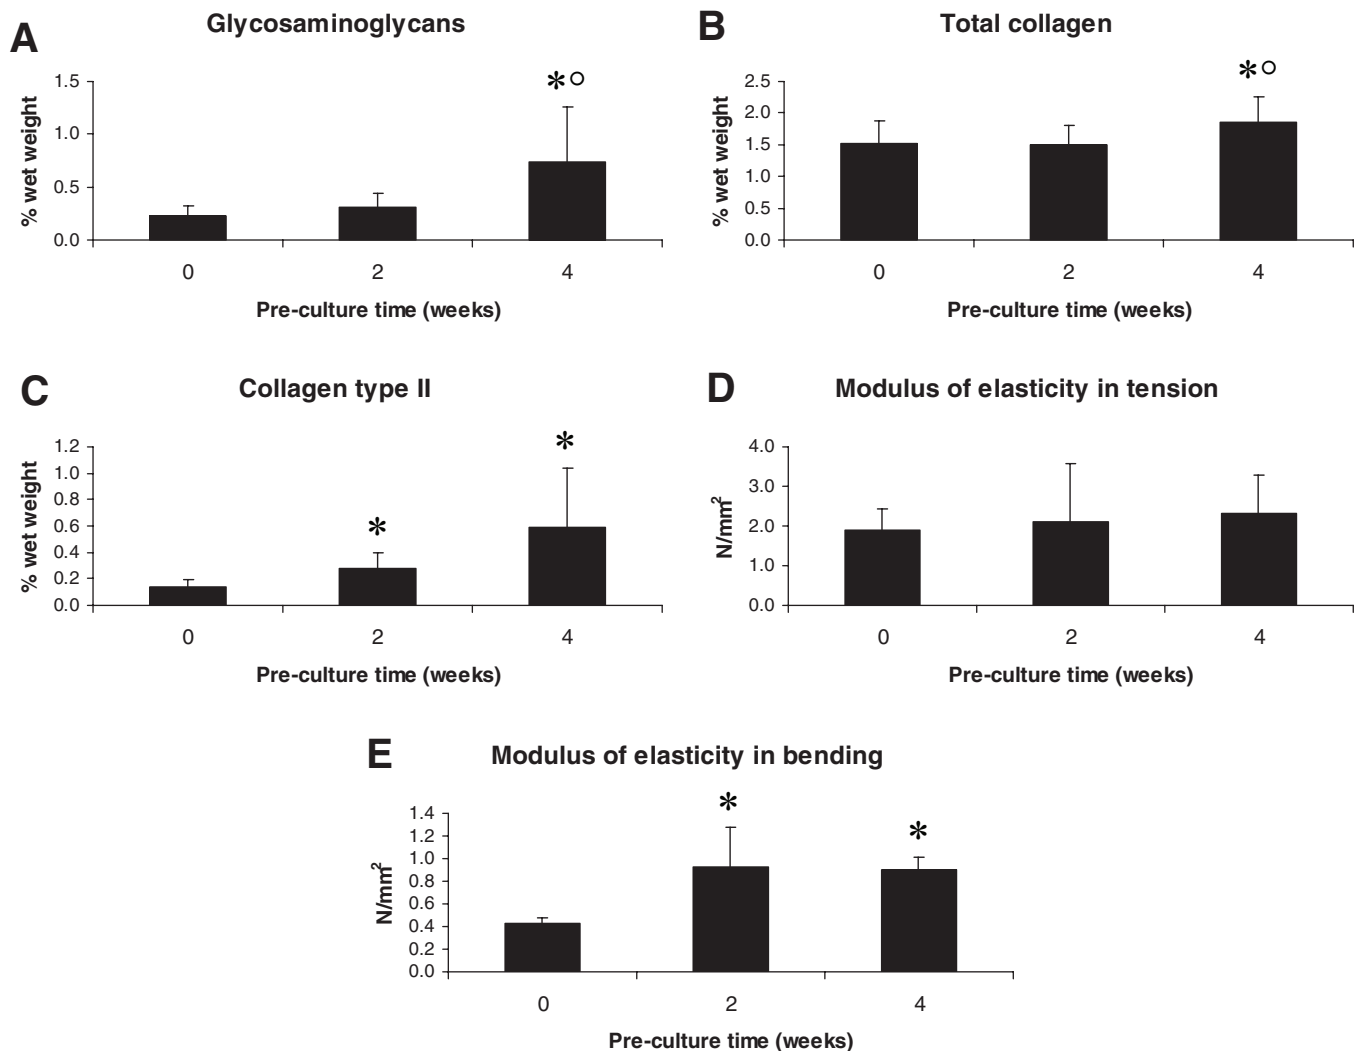 A
Glycosaminoglycans
% wet weight
1.5
1.0
0.5
0.0
*○
0
2
4
Pre-culture time (weeks)
B
Total collagen
% wet weight
2.5
2.0
1.5
1.0
0.5
0.0
*○
0
2
4
Pre-culture time (weeks)
C
Collagen type II
% wet weight
1.2
1.0
0.8
0.6
0.4
0.2
0.0
*
*
0
2
4
Pre-culture time (weeks)
D
Modulus of elasticity in tension
N/mm²
4.0
3.0
2.0
1.0
0.0
0
2
4
Pre-culture time (weeks)
E
Modulus of elasticity in bending
N/mm²
1.4
1.2
1.0
0.8
0.6
0.4
0.2
0.0
*
*
0
2
4
Pre-culture time (weeks)